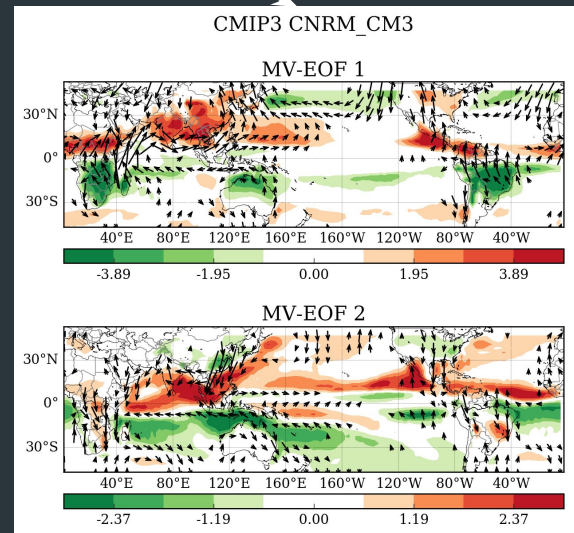 CMIP3 CNRM_CM3
MV-EOF 1
30°N
0°
30°S
40°E 80°E 120°E 160°E 160°W 120°W 80°W 40°W
-3.89 -1.95 0.00 1.95 3.89
MV-EOF 2
30°N
0°
30°S
40°E 80°E 120°E 160°E 160°W 120°W 80°W 40°W
-2.37 -1.19 0.00 1.19 2.37